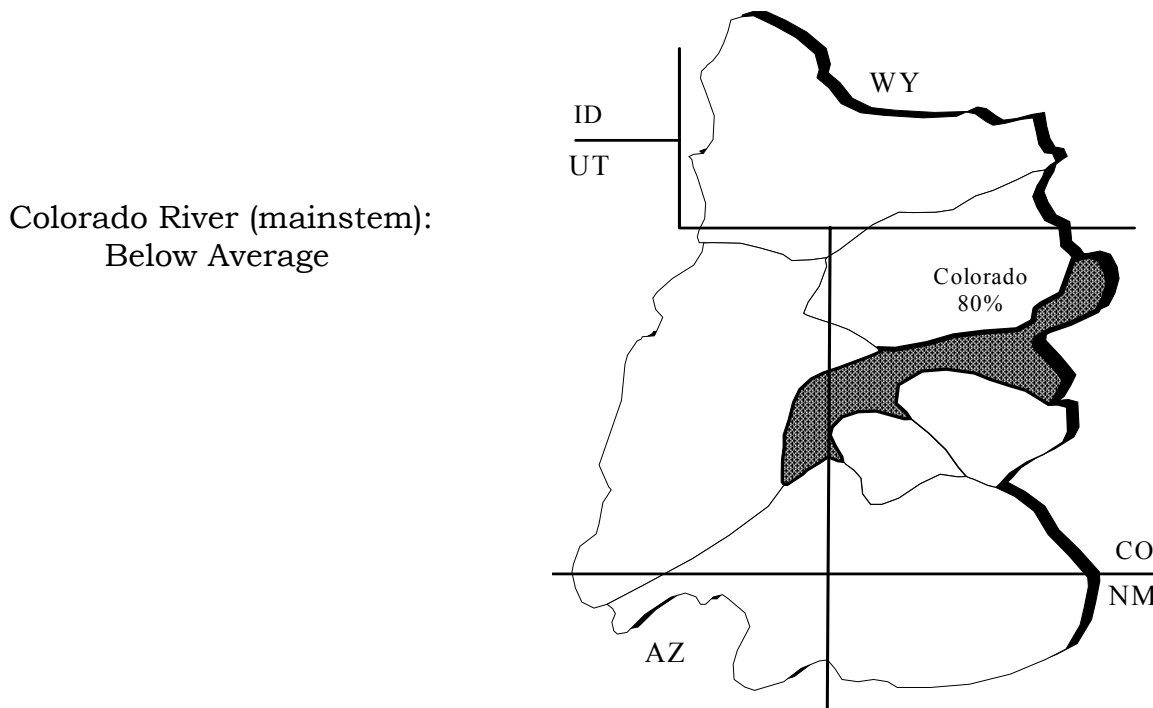 WY
ID
UT
Colorado River (mainstem):
Below Average
Colorado
80%
CO
NM
AZ